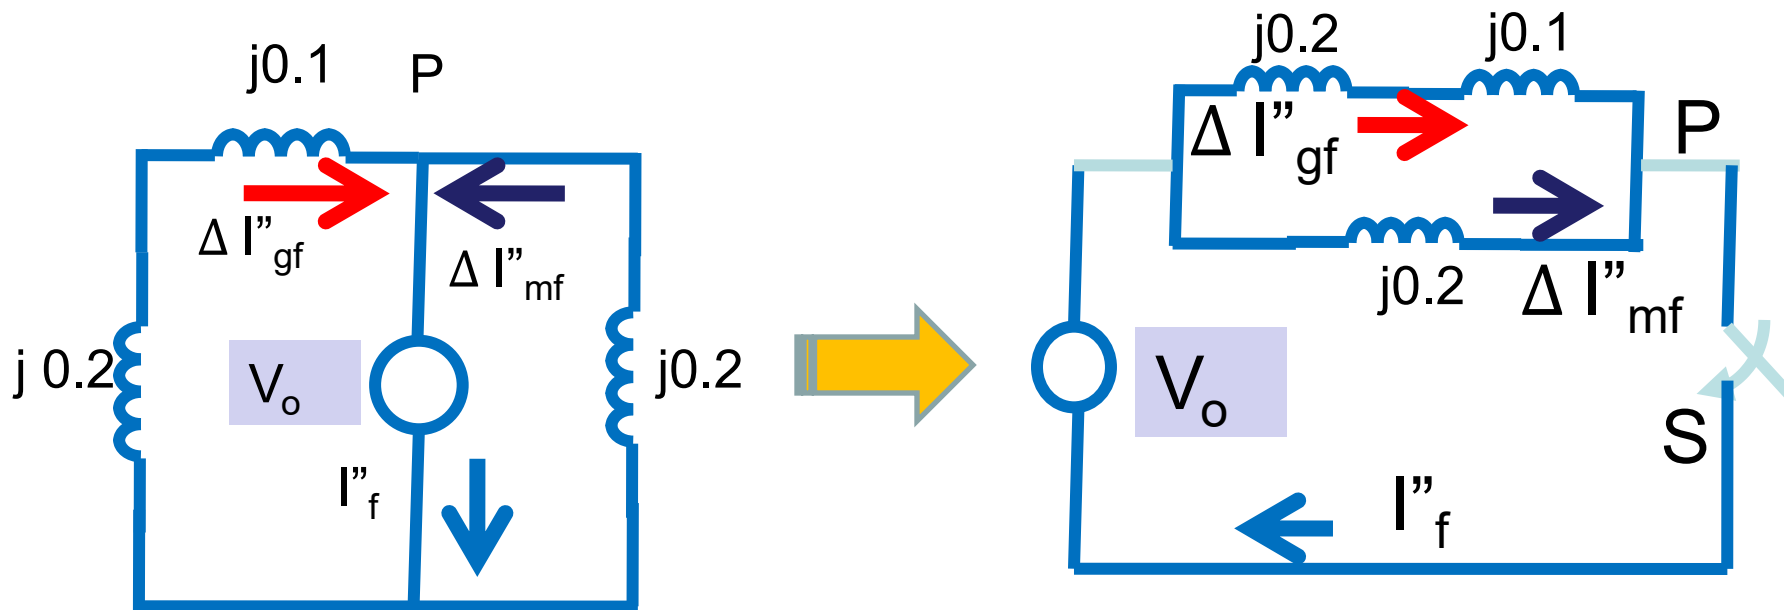 j0.1
P
Δ I”gf
Δ I”mf
j 0.2
Vo
j0.2
I”f
j0.2
j0.1
Δ I”gf
P
j0.2
Δ I”mf
Vo
S
I”f